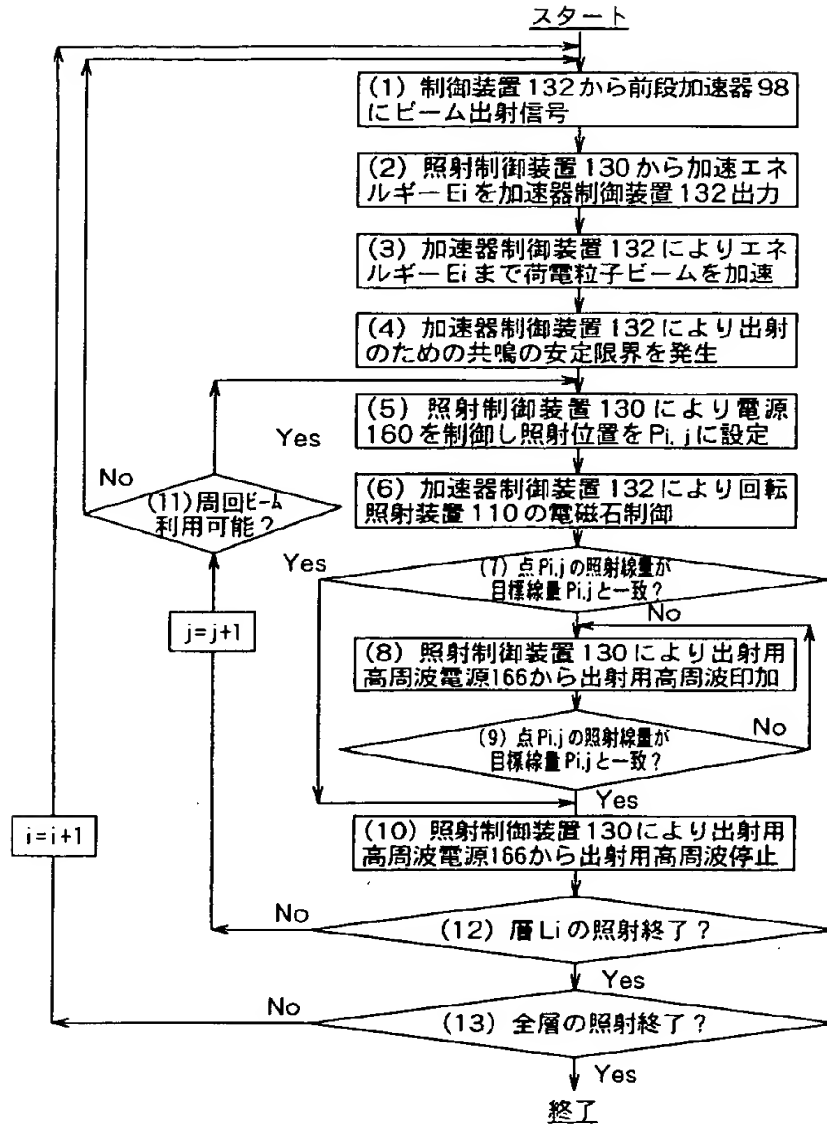 スタート
(1) 制御装置132から前段加速器98
にビーム出射信号
(2) 照射制御装置130から加速エネ
ルギーEiを加速器制御装置132出力
(3) 加速器制御装置132によりエネ
ルギーEiまで荷電粒子ビームを加速
(4) 加速器制御装置132により出射
のための共鳴の安定限界を発生
(5) 照射制御装置130により電源
160を制御し照射位置をPi,jに設定
Yes
No
(11)周回ビーム
利用可能？
(6) 加速器制御装置132により回転
照射装置110の電磁石制御
Yes
(7) 点Pi,jの照射線量が
目標線量Pi,jと一致？
No
j=j+1
(8) 照射制御装置130により出射用
高周波電源166から出射用高周波印加
No
(9) 点Pi,jの照射線量が
目標線量Pi,jと一致？
Yes
i=i+1
(10) 照射制御装置130により出射用
高周波電源166から出射用高周波停止
No
(12) 層Liの照射終了？
Yes
No
(13) 全層の照射終了？
Yes
終了